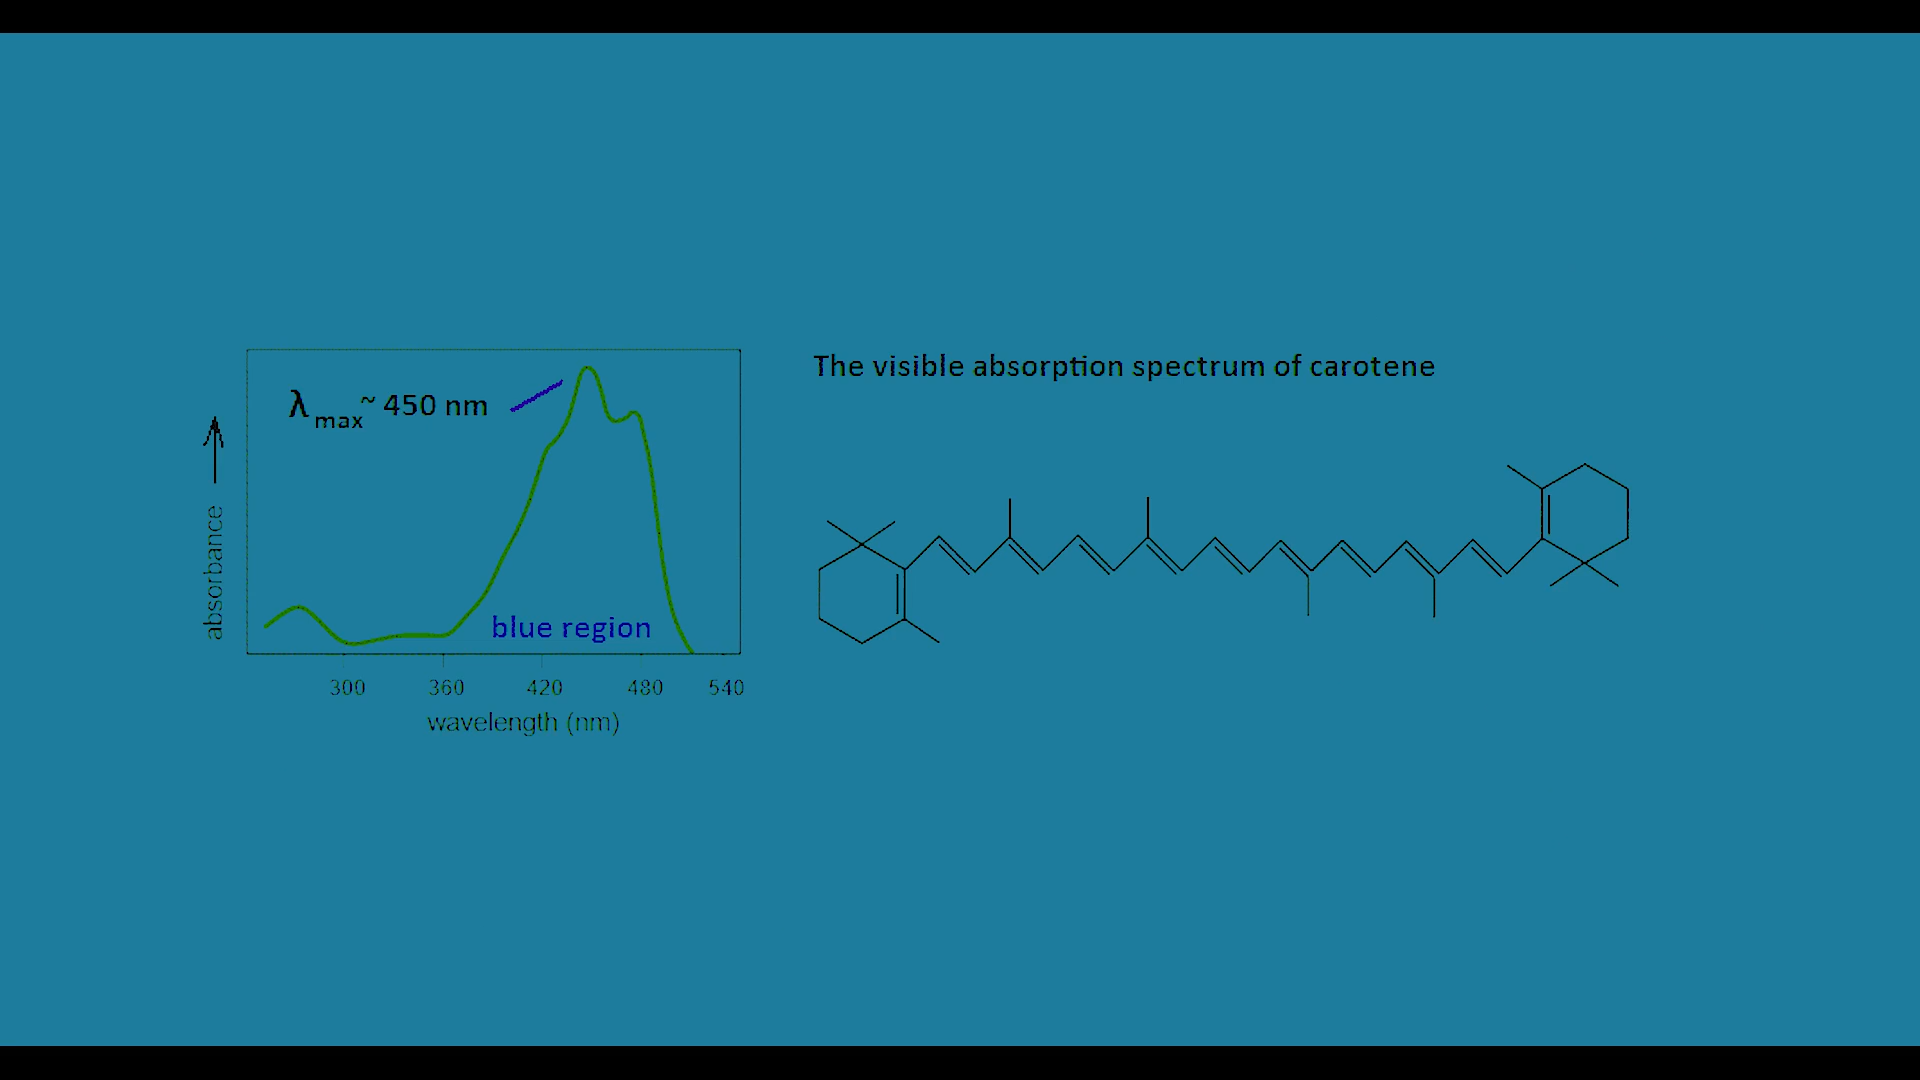 The visible absorption spectrum of carotene
λmax~ 450 nm
absorbance
blue region
300 360 420 480 540
wavelength (nm)